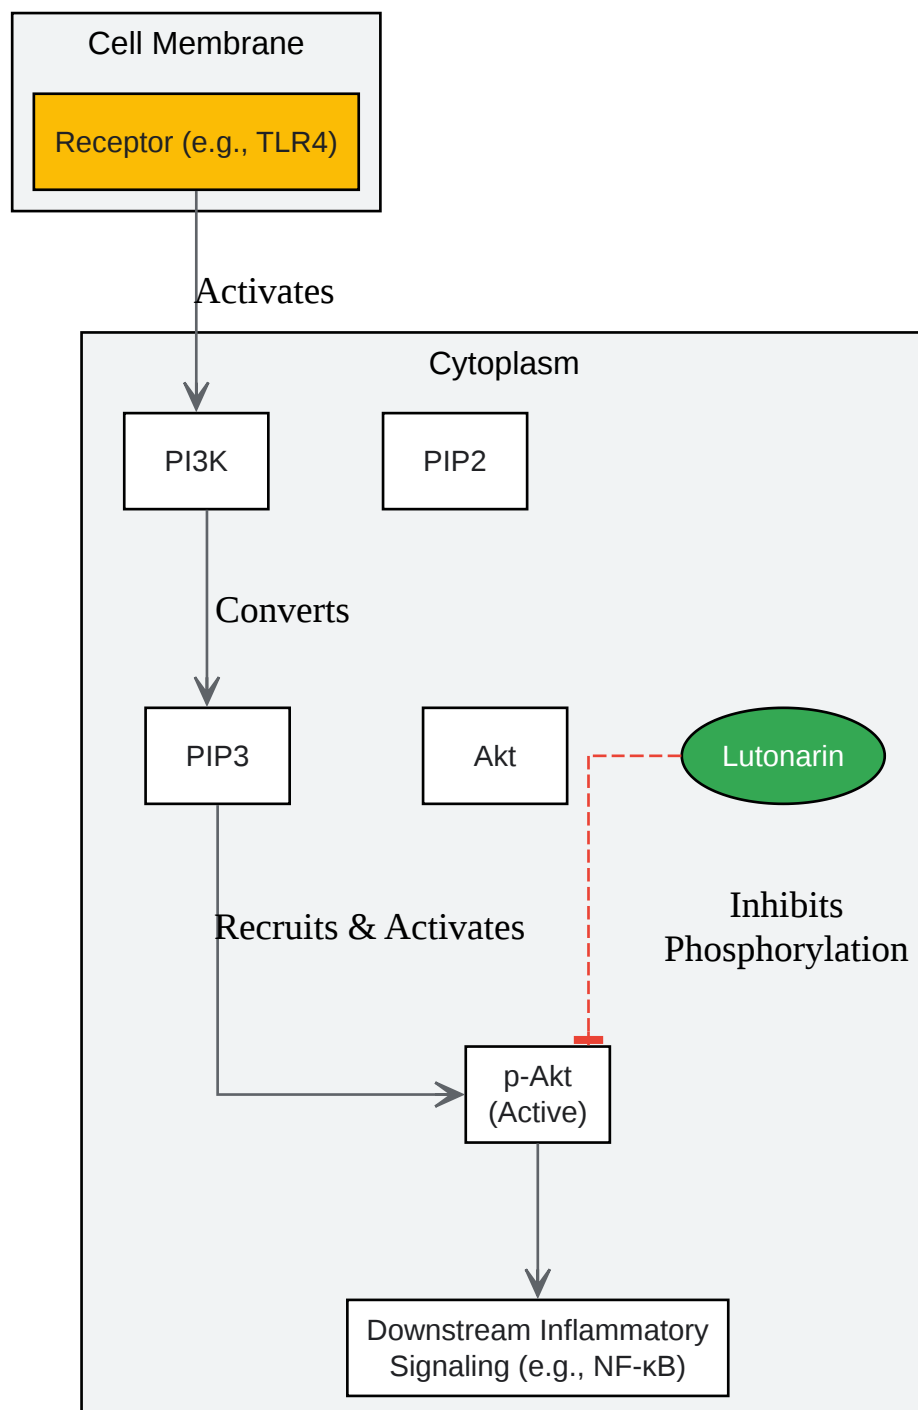 Cell Membrane
Receptor (e.g., TLR4)
Activates
Cytoplasm
PI3K
PIP2
Converts
PIP3
Akt
Lutonarin
Recruits & Activates
Inhibits
Phosphorylation
p-Akt
(Active)
Downstream Inflammatory
Signaling (e.g., NF-κB)